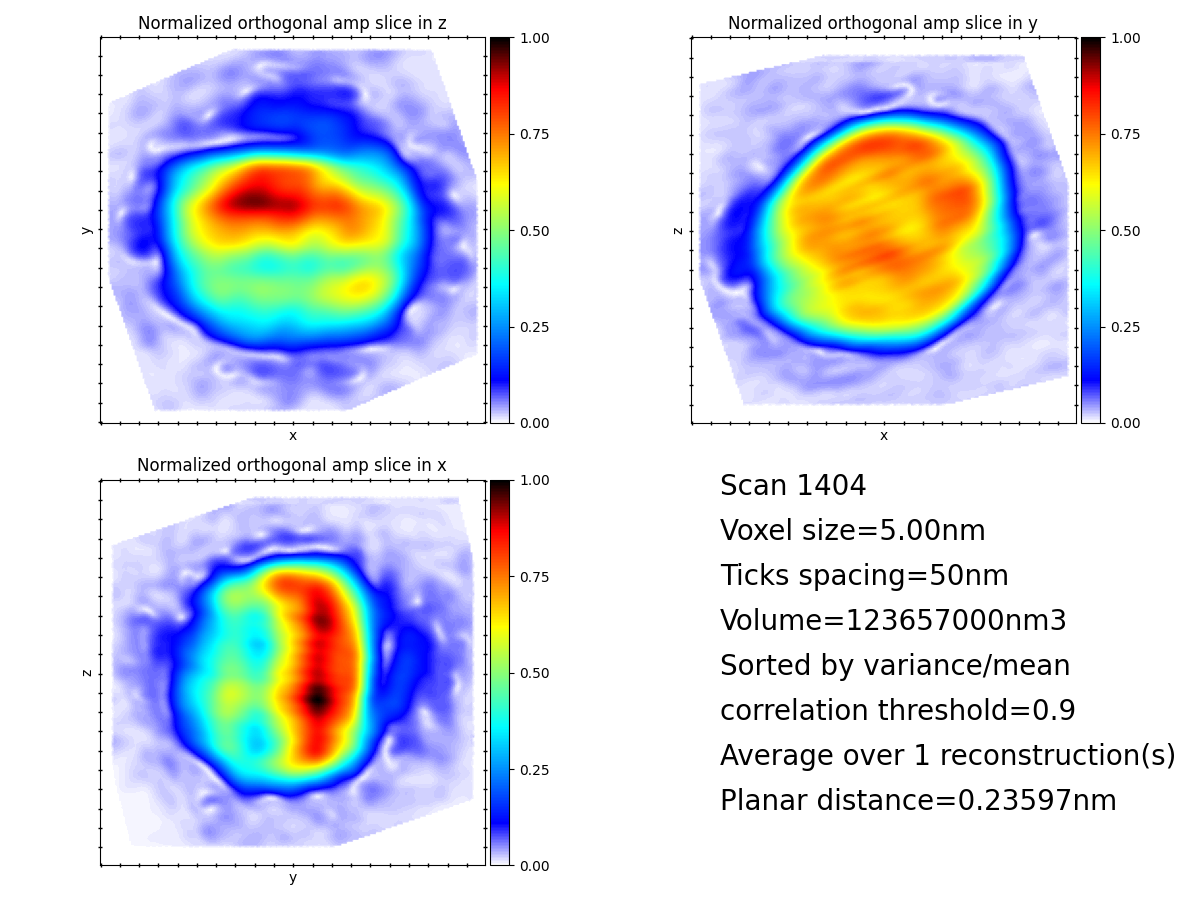 Normalized orthogonal amp slice in z
1.00
0.75
0.50
0.25
0.00
y
x
Normalized orthogonal amp slice in y
1.00
0.75
0.50
0.25
0.00
z
x
Normalized orthogonal amp slice in x
1.00
0.75
0.50
0.25
0.00
z
y
Scan 1404
Voxel size=5.00nm
Ticks spacing=50nm
Volume=123657000nm3
Sorted by variance/mean
correlation threshold=0.9
Average over 1 reconstruction(s)
Planar distance=0.23597nm